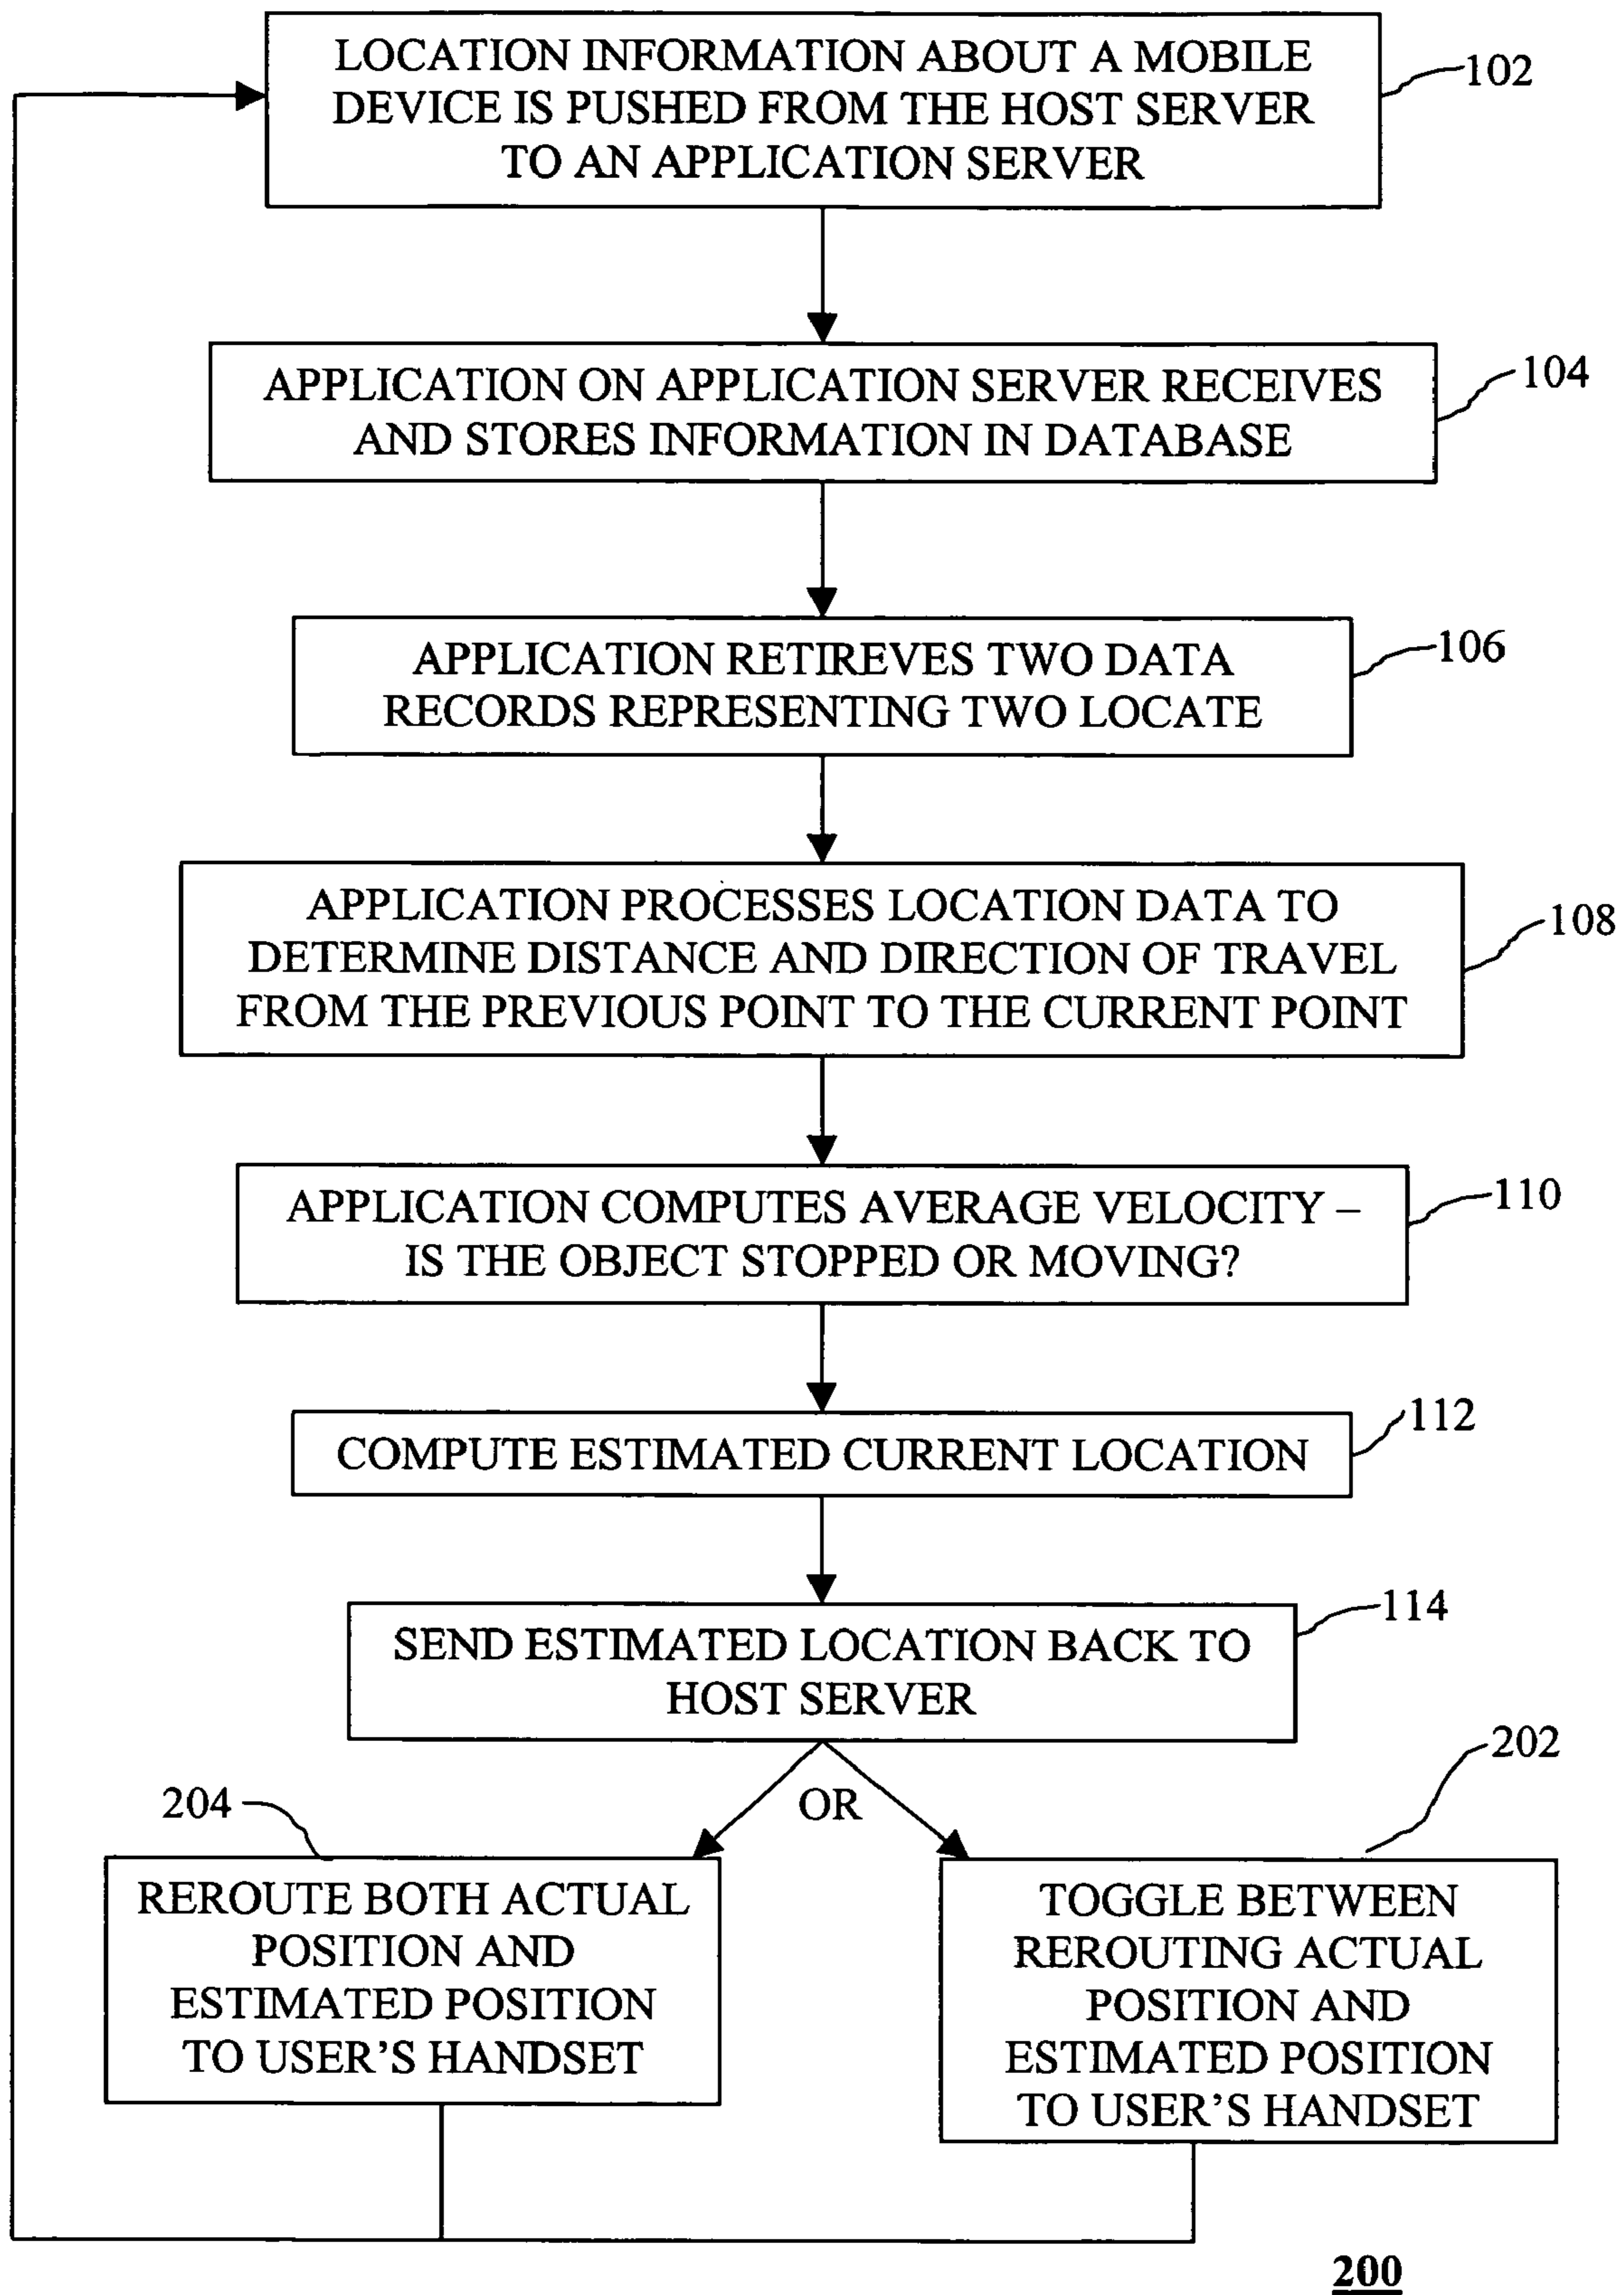 LOCATION INFORMATION ABOUT A MOBILE
DEVICE IS PUSHED FROM THE HOST SERVER
TO AN APPLICATION SERVER
102
APPLICATION ON APPLICATION SERVER RECEIVES
AND STORES INFORMATION IN DATABASE
104
APPLICATION RETIREVES TWO DATA
RECORDS REPRESENTING TWO LOCATE
106
APPLICATION PROCESSES LOCATION DATA TO
DETERMINE DISTANCE AND DIRECTION OF TRAVEL
FROM THE PREVIOUS POINT TO THE CURRENT POINT
108
APPLICATION COMPUTES AVERAGE VELOCITY –
IS THE OBJECT STOPPED OR MOVING?
110
COMPUTE ESTIMATED CURRENT LOCATION
112
SEND ESTIMATED LOCATION BACK TO
HOST SERVER
114
OR
204
REROUTE BOTH ACTUAL
POSITION AND
ESTIMATED POSITION
TO USER'S HANDSET
202
TOGGLE BETWEEN
REROUTING ACTUAL
POSITION AND
ESTIMATED POSITION
TO USER'S HANDSET
200